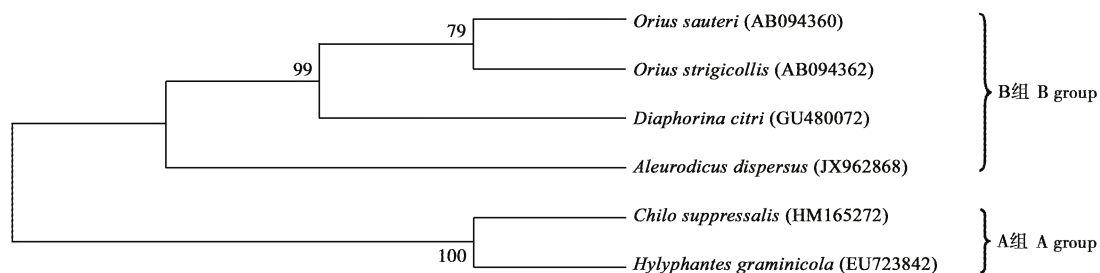 79
Orius sauteri (AB094360)
Orius strigicollis (AB094362)
99
Diaphorina citri (GU480072)
B组 B group
Aleurodicus dispersus (JX962868)
Chilo suppressalis (HM165272)
A组 A group
100
Hylyphantes graminicola (EU723842)